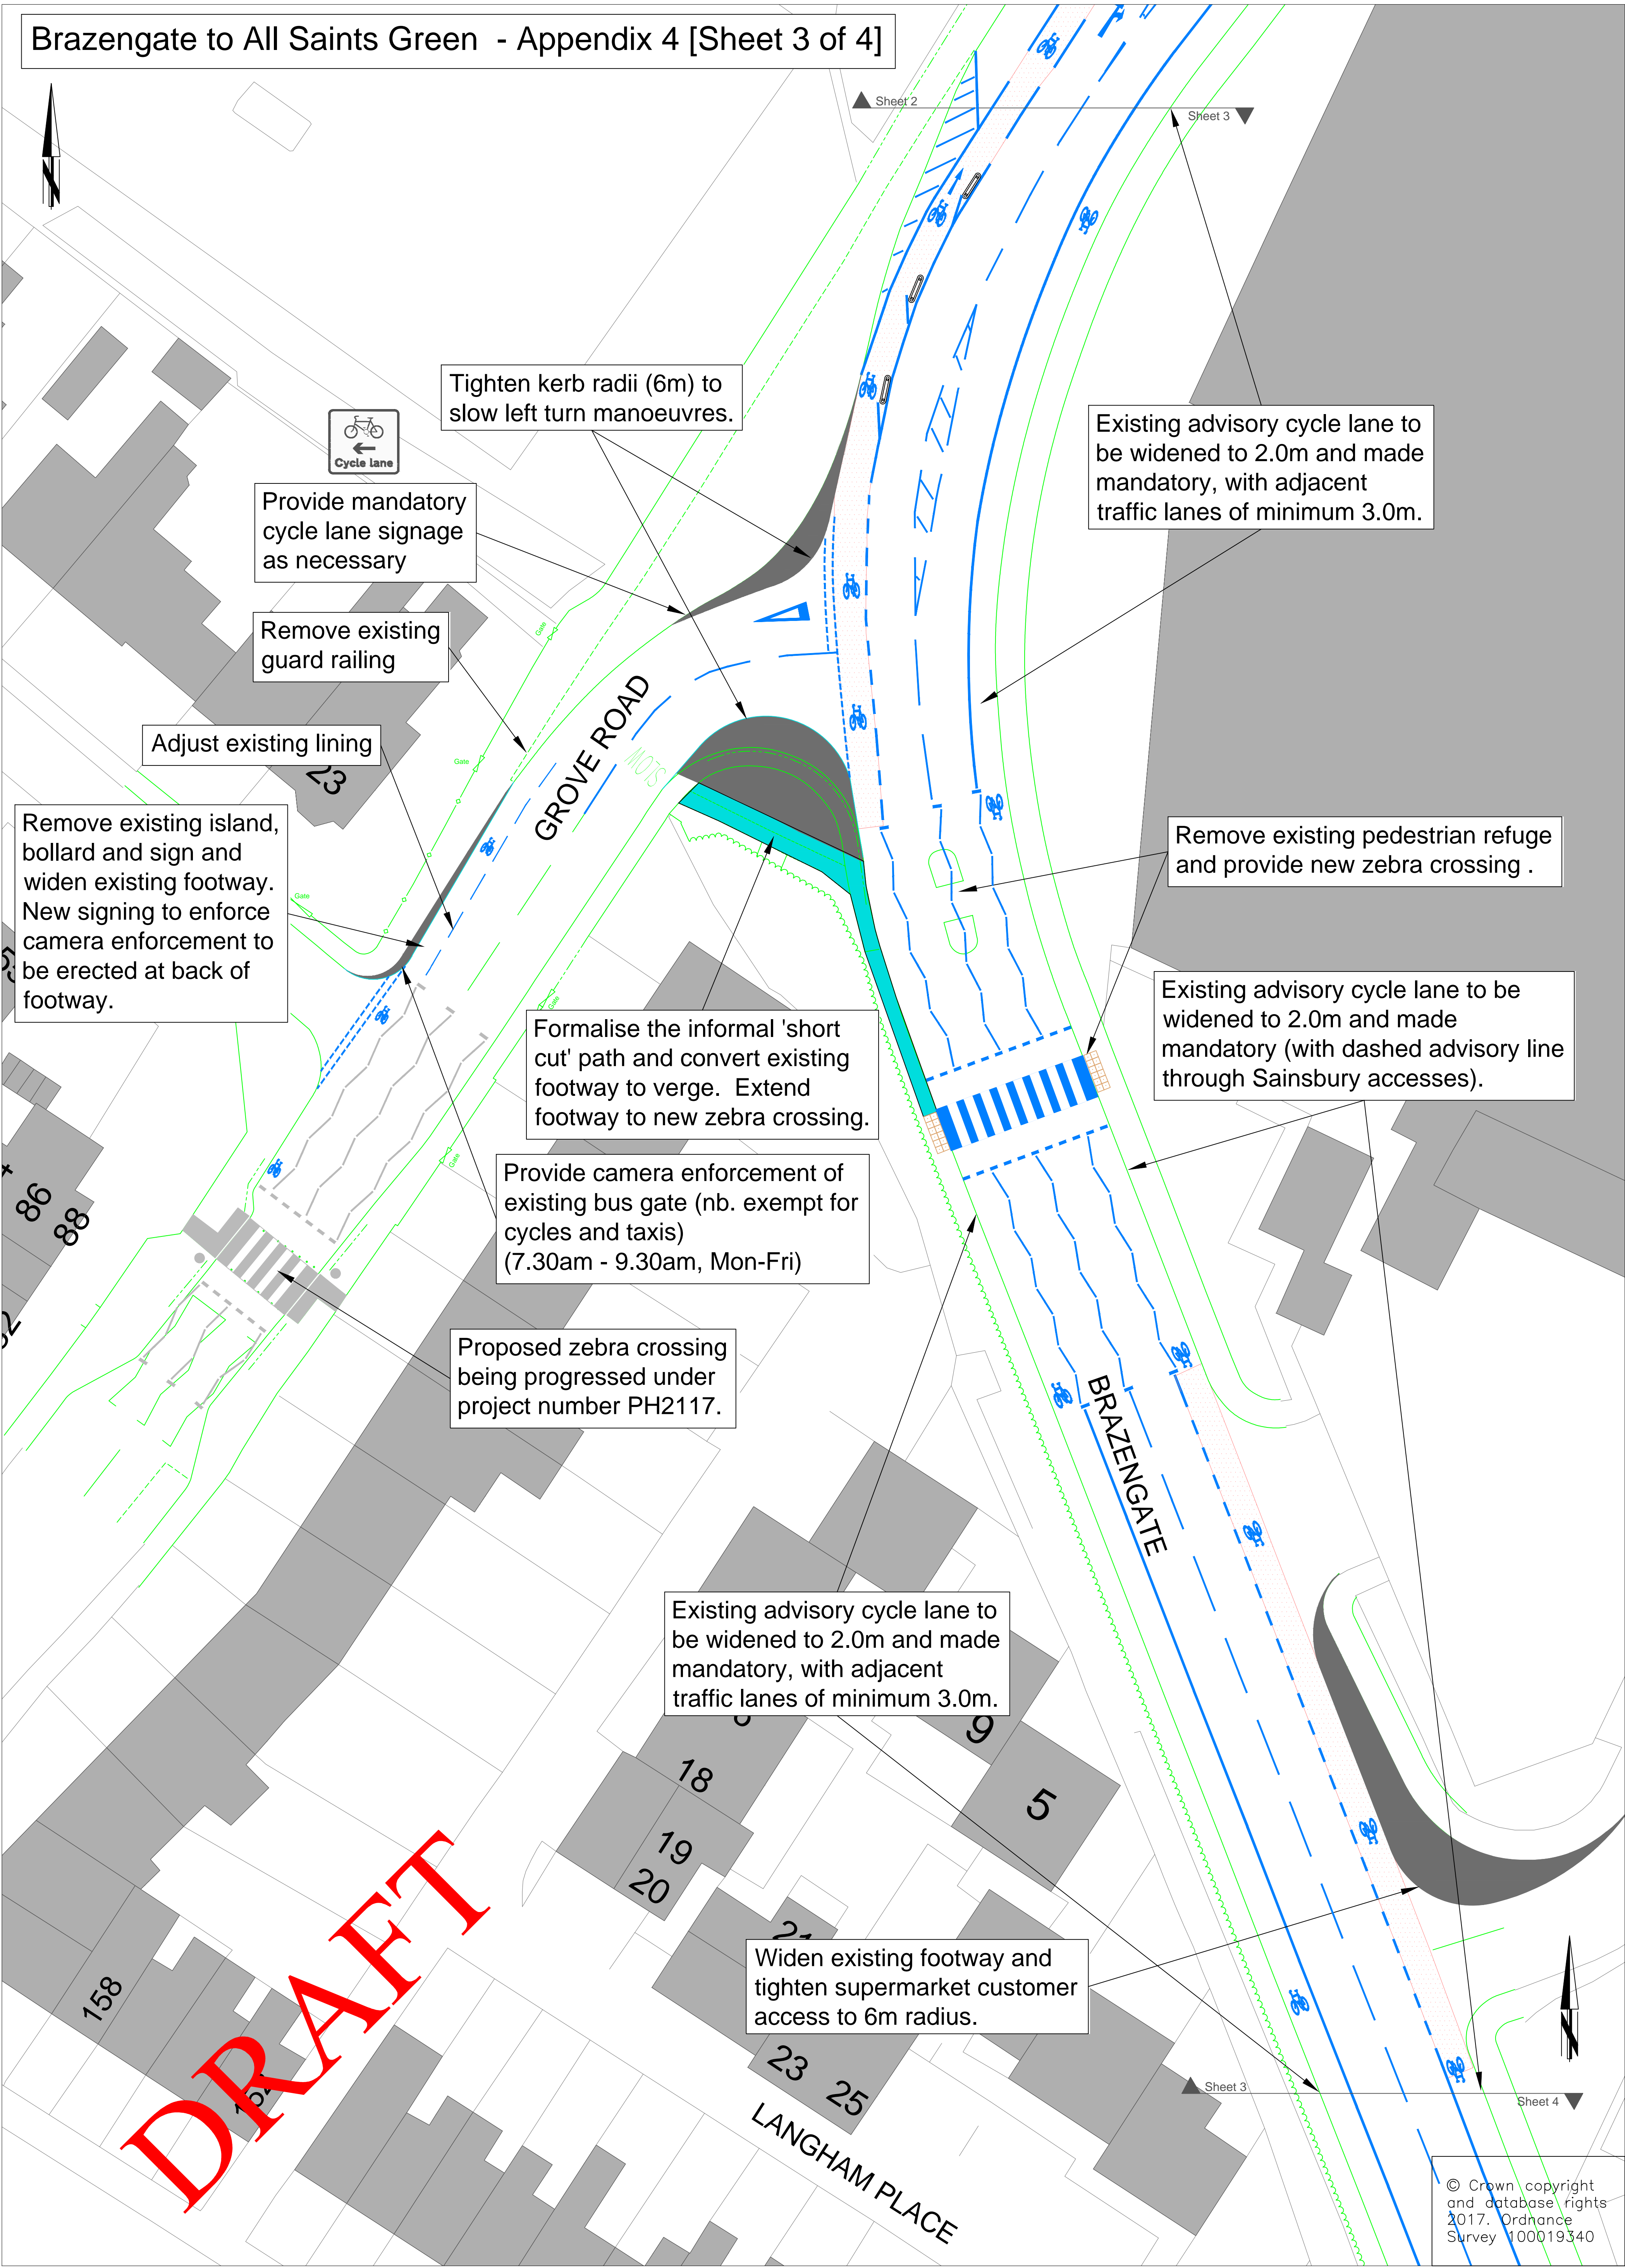 Brazengate to All Saints Green - Appendix 4 [Sheet 3 of 4]
N
Sheet 2
Sheet 3
Tighten kerb radii (6m) to
slow left turn manoeuvres.
Cycle lane
Existing advisory cycle lane to
be widened to 2.0m and made
mandatory, with adjacent
traffic lanes of minimum 3.0m.
Provide mandatory
cycle lane signage
as necessary
Remove existing
guard railing
Gate
Adjust existing lining
Gate
23
GROVE ROAD
SLOW
Remove existing island,
bollard and sign and
widen existing footway.
New signing to enforce
camera enforcement to
be erected at back of
footway.
Gate
Remove existing pedestrian refuge
and provide new zebra crossing .
Gate
Existing advisory cycle lane to be
widened to 2.0m and made
mandatory (with dashed advisory line
through Sainsbury accesses).
Formalise the informal 'short
cut' path and convert existing
footway to verge. Extend
footway to new zebra crossing.
Gate
Provide camera enforcement of
existing bus gate (nb. exempt for
cycles and taxis)
(7.30am - 9.30am, Mon-Fri)
86
88
Proposed zebra crossing
being progressed under
project number PH2117.
BRAZENGATE
Existing advisory cycle lane to
be widened to 2.0m and made
mandatory, with adjacent
traffic lanes of minimum 3.0m.
9
18
5
19
20
21
Widen existing footway and
tighten supermarket customer
access to 6m radius.
N
158
DRAFT
23
25
LANGHAM PLACE
Sheet 3
Sheet 4
© Crown copyright
and database rights
2017. Ordnance
Survey 100019340